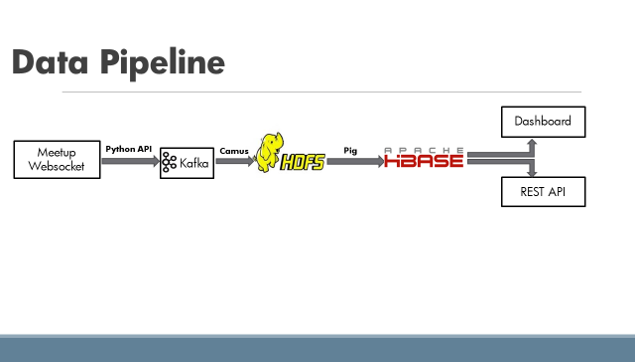 Data Pipeline
Meetup
Websocket
Python API
Kafka
Camus
HDFS
Pig
APACHE
HBASE
Dashboard
REST API